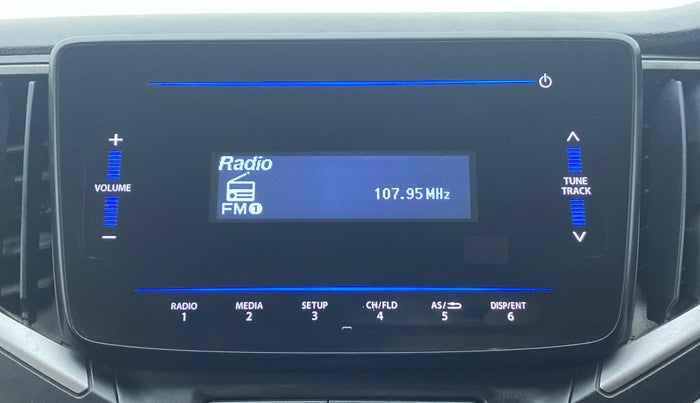 +
VOLUME
−
Radio
FM1
107.95 MHz
TUNE
TRACK
RADIO MEDIA SETUP CH/FLD AS/ DISP/ENT
1 2 3 4 5 6